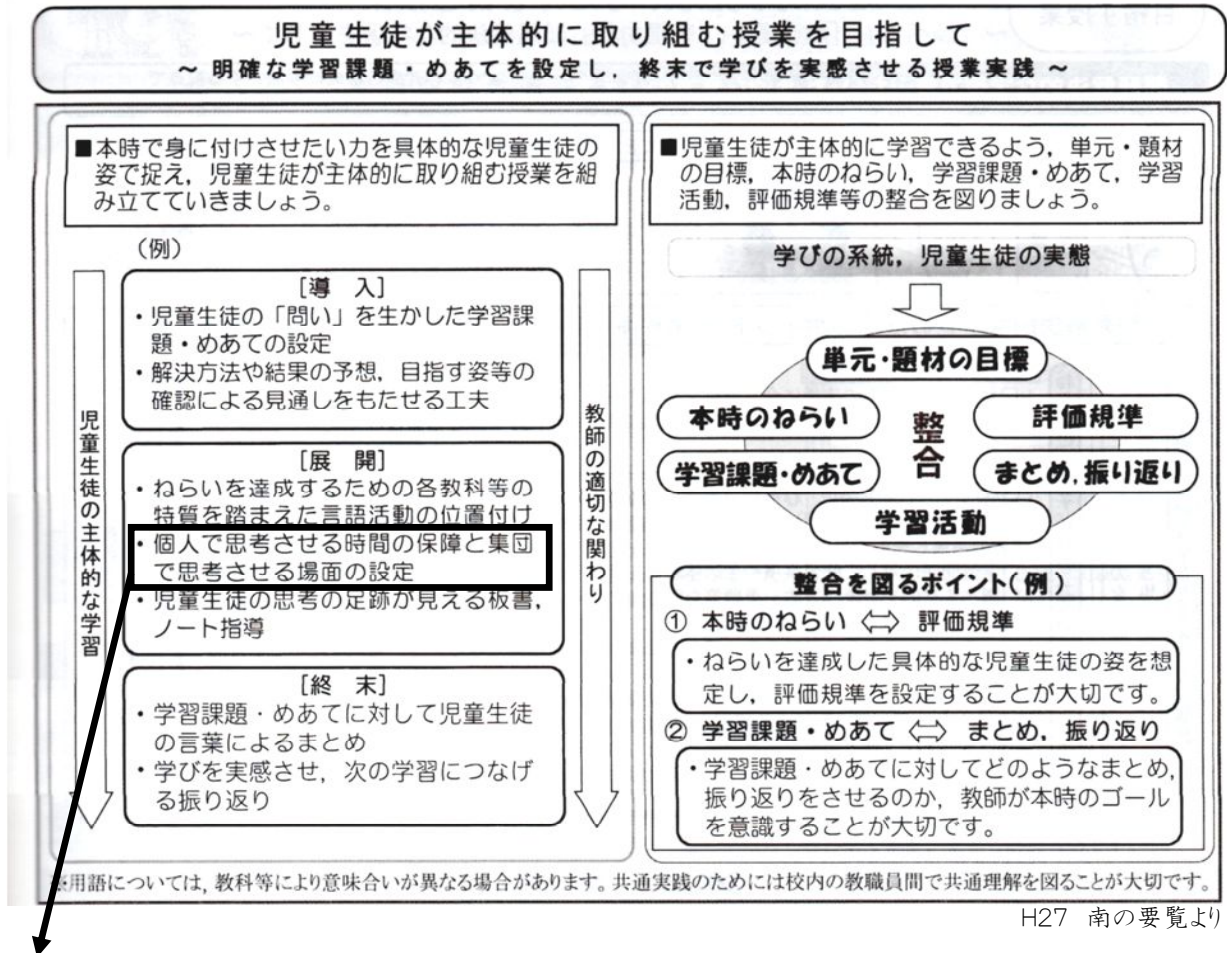 児童生徒が主体的に取り組む授業を目指して
～ 明確な学習課題・めあてを設定し，終末で学びを実感させる授業実践 ～
■本時で身に付けさせたい力を具体的な児童生徒の
姿で捉え，児童生徒が主体的に取り組む授業を組
み立てていきましょう。
（例）
児童生徒の主体的な学習
［導　入］
・児童生徒の「問い」を生かした学習課
題・めあての設定
・解決方法や結果の予想，目指す姿等の
確認による見通しをもたせる工夫
［展　開］
・ねらいを達成するための各教科等の
特質を踏まえた言語活動の位置付け
・個人で思考させる時間の保障と集団
で思考させる場面の設定
・児童生徒の思考の足跡が見える板書，
ノート指導
［終　末］
・学習課題・めあてに対して児童生徒
の言葉によるまとめ
・学びを実感させ，次の学習につなげ
る振り返り
教師の適切な関わり
■児童生徒が主体的に学習できるよう，単元・題材
の目標，本時のねらい，学習課題・めあて，学習
活動，評価規準等の整合を図りましょう。
学びの系統，児童生徒の実態
単元・題材の目標
本時のねらい
評価規準
整合
学習課題・めあて
まとめ，振り返り
学習活動
整合を図るポイント（例）
① 本時のねらい ⇔ 評価規準
・ねらいを達成した具体的な児童生徒の姿を想
定し，評価規準を設定することが大切です。
② 学習課題・めあて ⇔ まとめ，振り返り
・学習課題・めあてに対してどのようなまとめ，
振り返りをさせるのか，教師が本時のゴール
を意識することが大切です。
※用語については，教科等により意味合いが異なる場合があります。共通実践のためには校内の教職員間で共通理解を図ることが大切です。
H27　南の要覧より